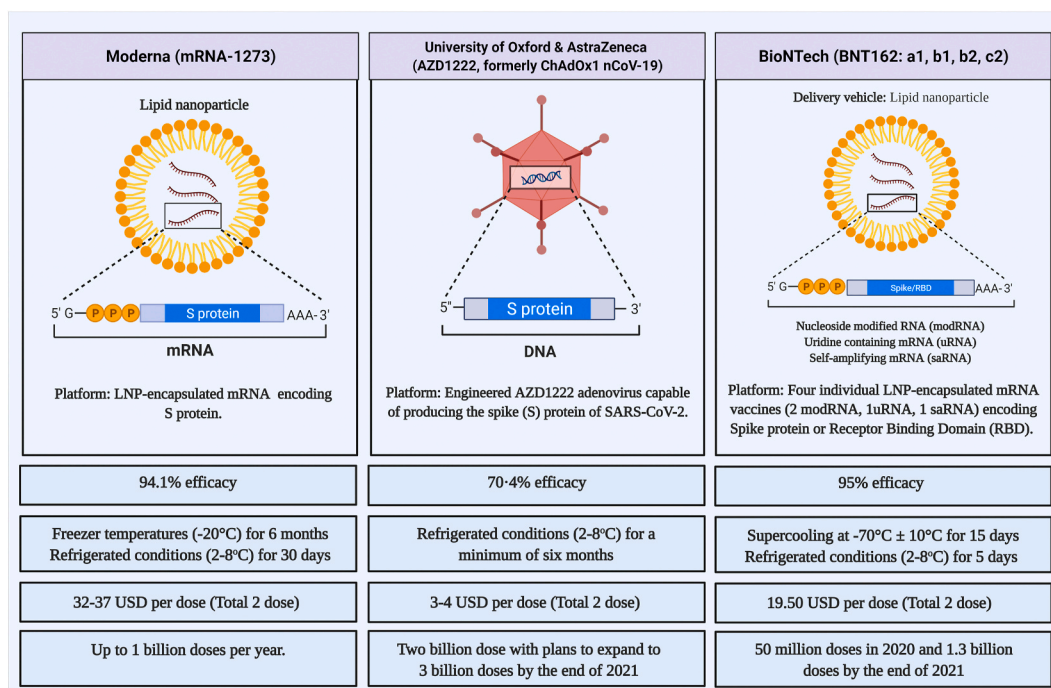 Moderna (mRNA-1273)
Lipid nanoparticle
5' G
P P P
S protein
AAA- 3'
mRNA
Platform: LNP-encapsulated mRNA encoding
S protein.
94.1% efficacy
Freezer temperatures (-20°C) for 6 months
Refrigerated conditions (2-8°C) for 30 days
32-37 USD per dose (Total 2 dose)
Up to 1 billion doses per year.
University of Oxford & AstraZeneca
(AZD1222, formerly ChAdOx1 nCoV-19)
5"
S protein
3'
DNA
Platform: Engineered AZD1222 adenovirus capable
of producing the spike (S) protein of SARS-CoV-2.
70·4% efficacy
Refrigerated conditions (2-8°C) for a
minimum of six months
3-4 USD per dose (Total 2 dose)
Two billion dose with plans to expand to
3 billion doses by the end of 2021
BioNTech (BNT162: a1, b1, b2, c2)
Delivery vehicle: Lipid nanoparticle
5' G
P P P
Spike/RBD
AAA- 3'
Nucleoside modified RNA (modRNA)
Uridine containing mRNA (uRNA)
Self-amplifying mRNA (saRNA)
Platform: Four individual LNP-encapsulated mRNA
vaccines (2 modRNA, 1uRNA, 1 saRNA) encoding
Spike protein or Receptor Binding Domain (RBD).
95% efficacy
Supercooling at -70°C ± 10°C for 15 days
Refrigerated conditions (2-8°C) for 5 days
19.50 USD per dose (Total 2 dose)
50 million doses in 2020 and 1.3 billion
doses by the end of 2021